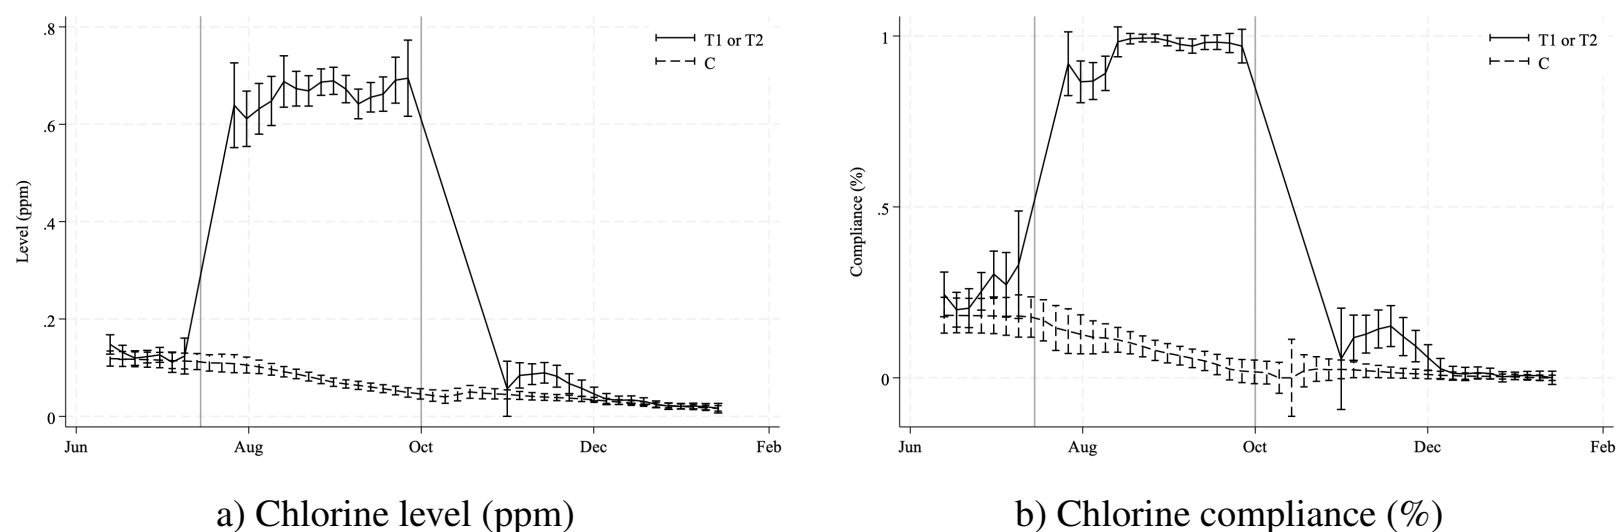 .8
.6
.4
.2
0
Level (ppm)
Jun
Aug
Oct
Dec
Feb
T1 or T2
C
a) Chlorine level (ppm)
1
.5
0
Compliance (%)
Jun
Aug
Oct
Dec
Feb
T1 or T2
C
b) Chlorine compliance (%)